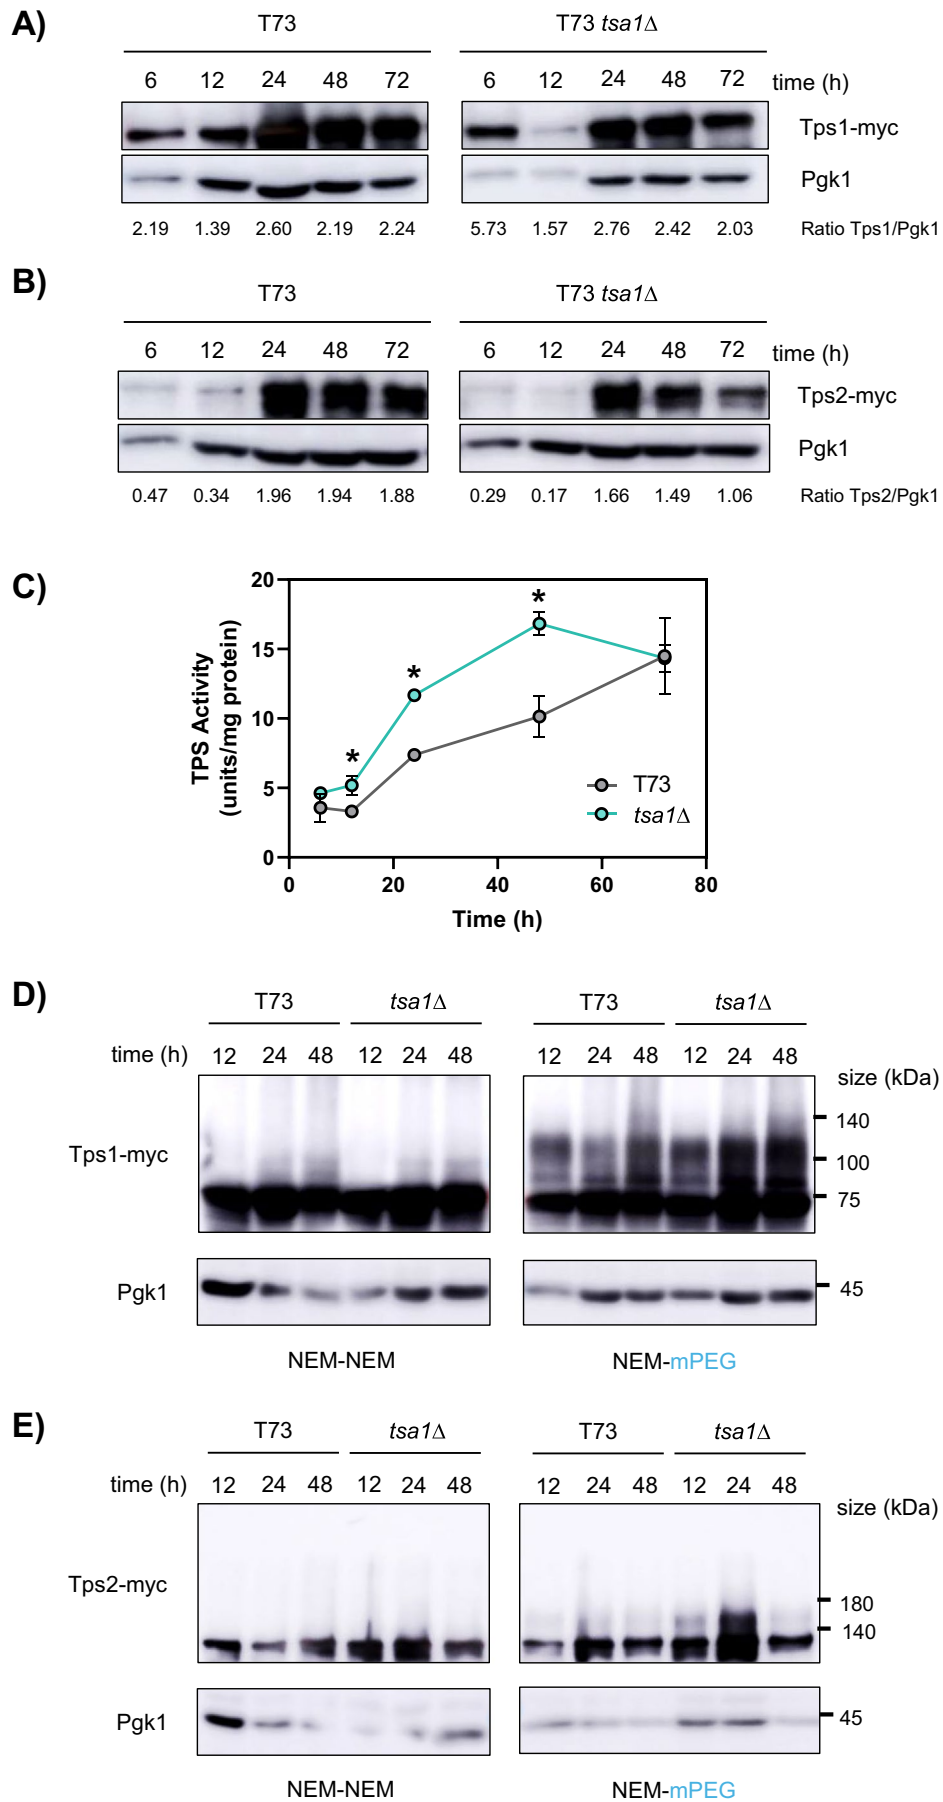 A)
T73
T73 tsa1Δ
6 12 24 48 72 6 12 24 48 72 time (h)
Tps1-myc
Pgk1
2.19 1.39 2.60 2.19 2.24 5.73 1.57 2.76 2.42 2.03 Ratio Tps1/Pgk1
B)
T73
T73 tsa1Δ
6 12 24 48 72 6 12 24 48 72 time (h)
Tps2-myc
Pgk1
0.47 0.34 1.96 1.94 1.88 0.29 0.17 1.66 1.49 1.06 Ratio Tps2/Pgk1
C)
TPS Activity
(units/mg protein)
20
15
10
5
0
* * *
T73
tsa1Δ
0 20 40 60 80
Time (h)
D)
T73 tsa1Δ T73 tsa1Δ
time (h) 12 24 48 12 24 48 12 24 48 12 24 48
size (kDa)
140
Tps1-myc
100
75
Pgk1
45
NEM-NEM NEM-mPEG
E)
T73 tsa1Δ T73 tsa1Δ
time (h) 12 24 48 12 24 48 12 24 48 12 24 48
size (kDa)
Tps2-myc
180
140
Pgk1
45
NEM-NEM NEM-mPEG